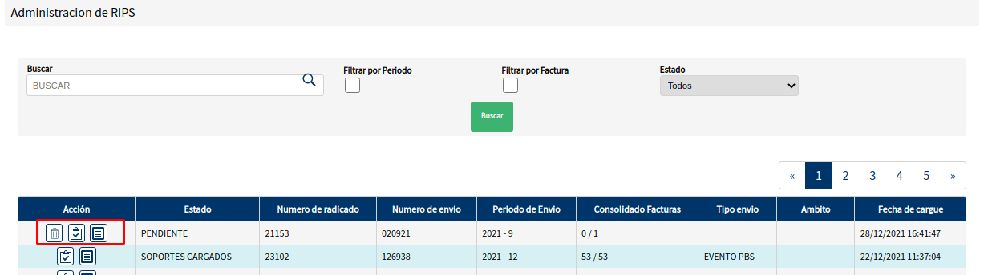 Administracion de RIPS
Buscar Filtrar por Periodo Filtrar por Factura Estado
BUSCAR Todos
Buscar
« 1 2 3 4 5 »
Acción Estado Numero de radicado Numero de envio Periodo de Envio Consolidado Facturas Tipo envio Ambito Fecha de cargue
PENDIENTE 21153 020921 2021 - 9 0 / 1 28/12/2021 16:41:47
SOPORTES CARGADOS 23102 126938 2021 - 12 53 / 53 EVENTO PBS 22/12/2021 11:37:04